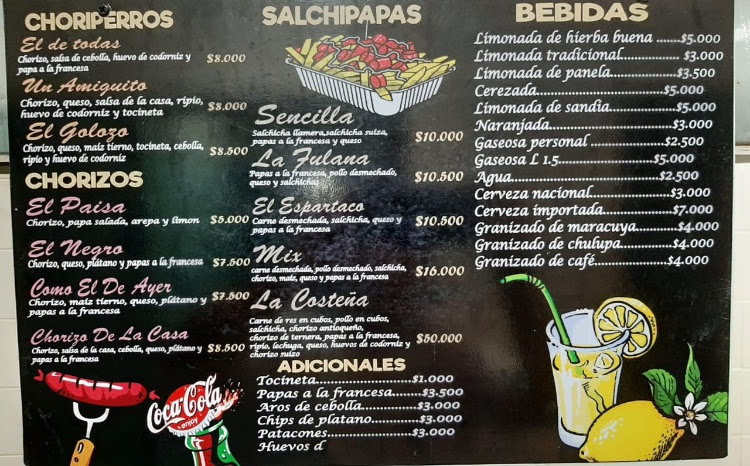 CHORIPERROS
El de todas
Chorizo, salsa de cebolla, huevo de codorniz y
papa a la francesa
$8.000
Un Amiguito
Chorizo, queso, salsa de la casa, ripio,
huevo de codorniz y tocineta
$8.000
El Golozo
Chorizo, queso, maiz tierno, tocineta, cebolla,
ripio y huevo de codorniz
$8.500
CHORIZOS
El Paisa
Chorizo, papa salada, arepa y limon $5.000
El Negro
Chorizo, queso, plátano y papas a la francesa $7.500
Como El De Ayer
Chorizo, maiz tierno, queso, plátano y
papas a la francesa
$7.500
Chorizo De La Casa
Chorizo, salsa de la casa, cebolla, queso, plátano y
papas a la francesa
$8.500
Coca-Cola
enjoy
SALCHIPAPAS
Sencilla
Salchicha llamera, salchicha suiza,
papas a la francesa y queso
$10.000
La Fulana
Papas a la francesa, pollo desmechado,
queso y salchichas
$10.500
El Espartaco
Carne desmechada, salchicha, queso y
papas a la francesa
$10.500
Mix
carne desmechada, pollo desmechado, salchicha,
chorizo, maiz, queso y papas a la francesa
$16.000
La Costeña
Carne de res en cubos, pollo en cubos,
salchicha, chorizo antioqueño,
chorizo de ternera, papas a la francesa,
ripio, lechuga, queso, huevos de codorniz y
chorizo suizo
$50.000
ADICIONALES
Tocineta..................$1.000
Papas a la francesa.......$3.500
Aros de cebolla...........$3.000
Chips de platano..........$3.000
Patacones.................$3.000
Huevos d
BEBIDAS
Limonada de hierba buena ......$5.000
Limonada tradicional...........$3.000
Limonada de panela.............$3.500
Cerezada.......................$5.000
Limonada de sandia.............$5.000
Naranjada......................$3.000
Gaseosa personal ..............$2.500
Gaseosa L 1.5..................$5.000
Agua...........................$2.500
Cerveza nacional...............$3.000
Cerveza importada..............$7.000
Granizado de maracuya..........$4.000
Granizado de chulupa...........$4.000
Granizado de café..............$4.000